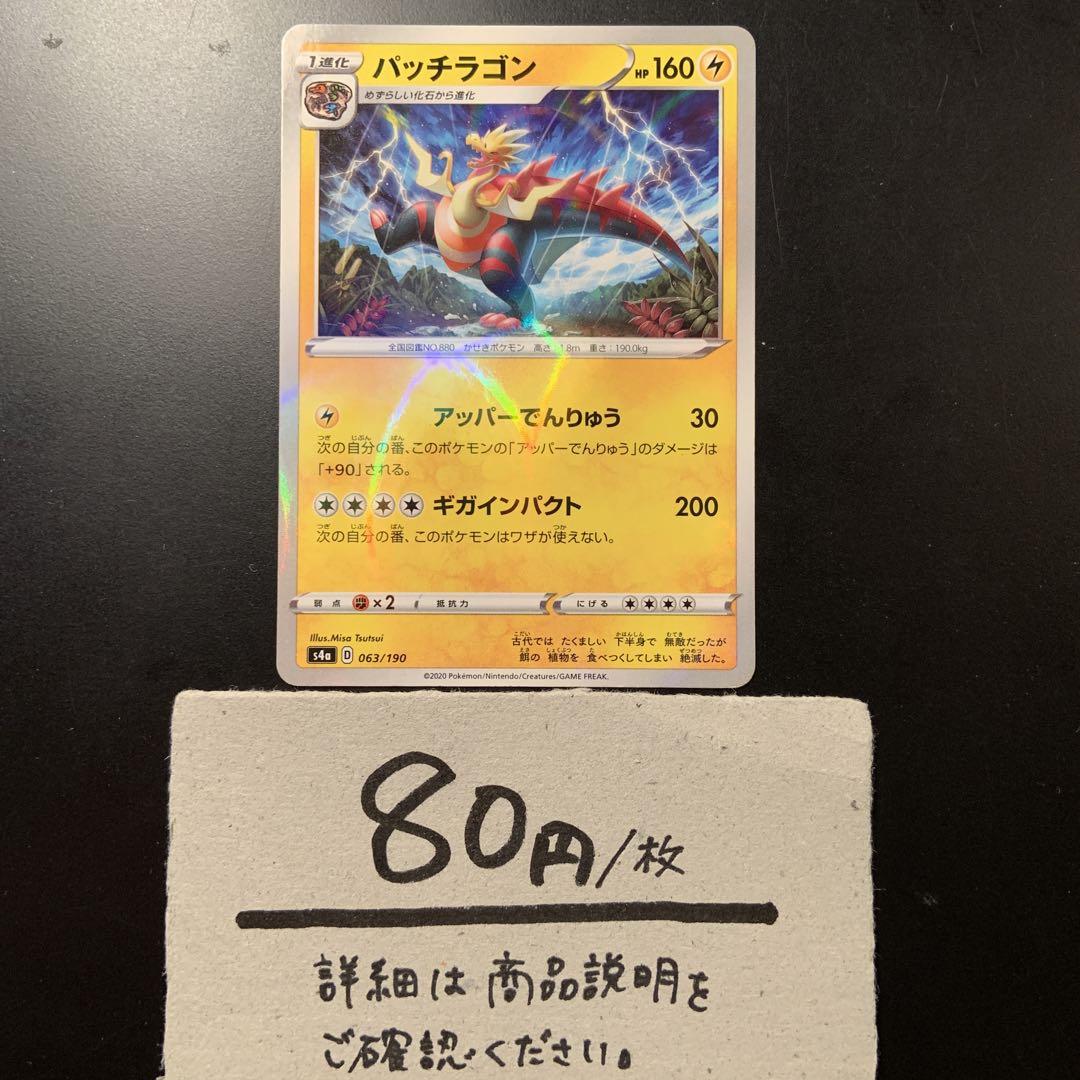 1進化
パッチラゴン
HP 160
めずらしい化石から進化
全国図鑑NO.880 かせきポケモン 高さ:1.8m 重さ:190.0kg
アッパーでんりゅう 30
次の自分の番、このポケモンの「アッパーでんりゅう」のダメージは
「+90」される。
ギガインパクト 200
次の自分の番、このポケモンはワザが使えない。
弱点 ×2 抵抗力 にげる
Illus.Misa Tsutsui
s4a D 063/190
古代では たくましい 下半身で 無敵だったが
餌の 植物を 食べつくしてしまい 絶滅した。
©2020 Pokémon/Nintendo/Creatures/GAME FREAK.
80円/枚
詳細は商品説明を
ご確認ください。